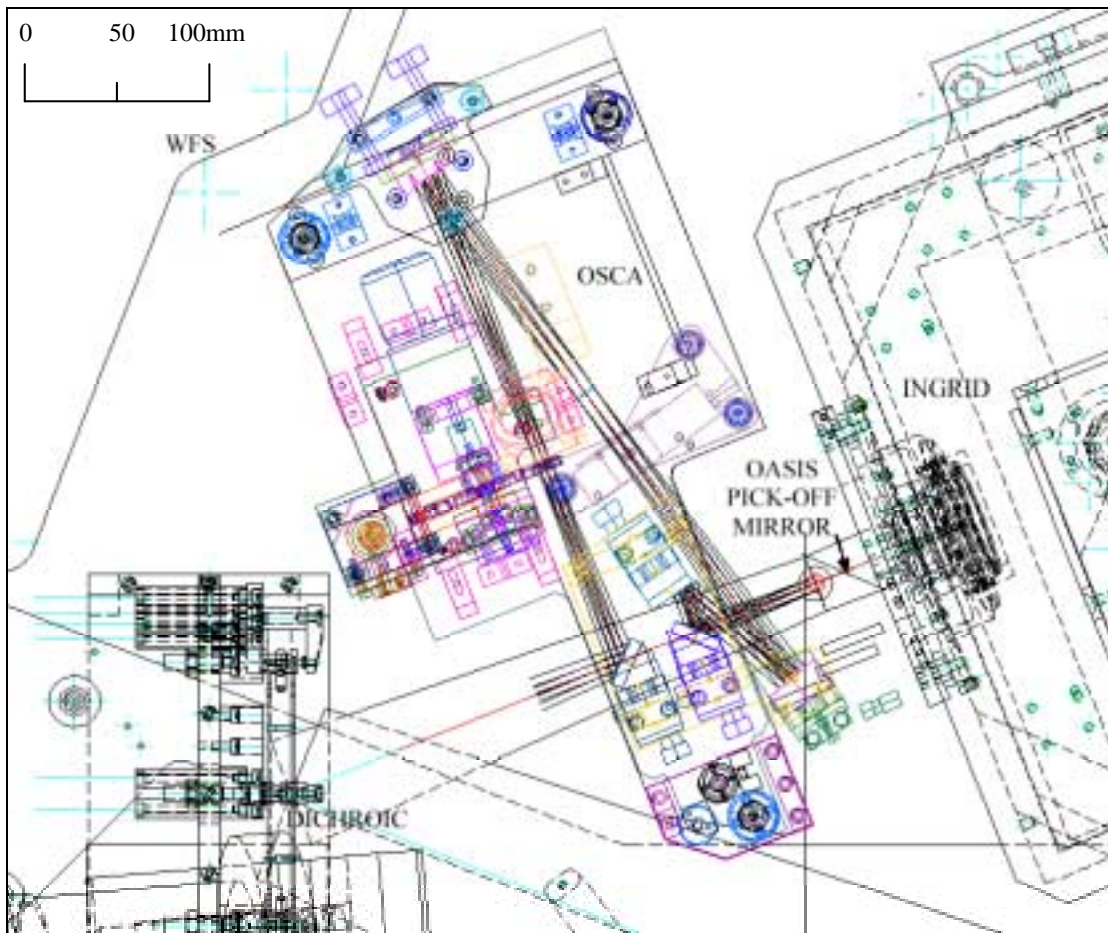 0 50 100mm
WFS
OSCA
INGRID
OASIS
PICK-OFF
MIRROR
DICHROIC